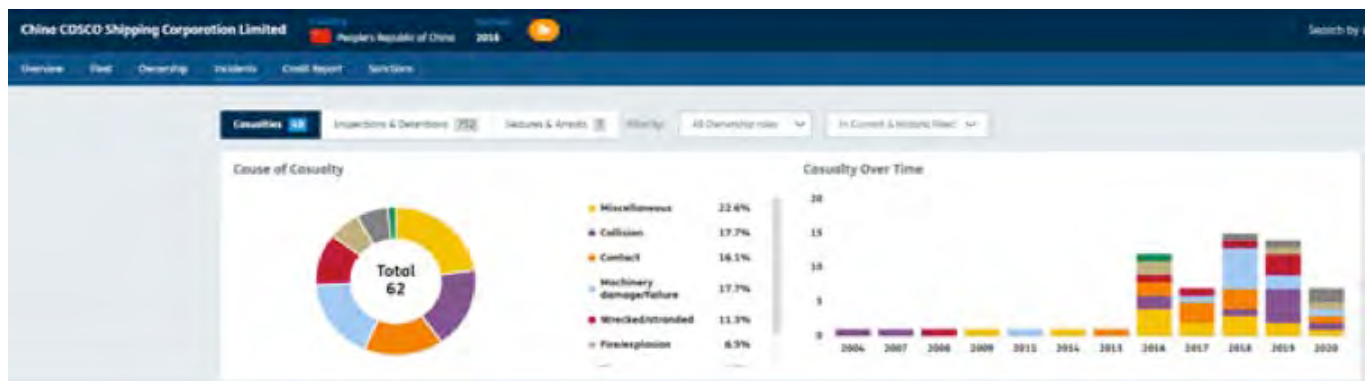 China COSCO Shipping Corporation Limited
People's Republic of China 2016
Search by
Overview Fleet Ownership Incidents Credit Report Sanctions
Casualties Inspections & Detentions Seizures & Arrests Filter by: All Ownership roles In Current & Historic Fleet
Cause of Casualty
Total
62
Miscellaneous 22.6%
Collision 17.7%
Contact 16.1%
Machinery
damage/failure 17.7%
Wrecked/stranded 11.3%
Fire/explosion 6.5%
Casualty Over Time
20
15
10
5
0
2004 2007 2008 2009 2011 2014 2015 2016 2017 2018 2019 2020